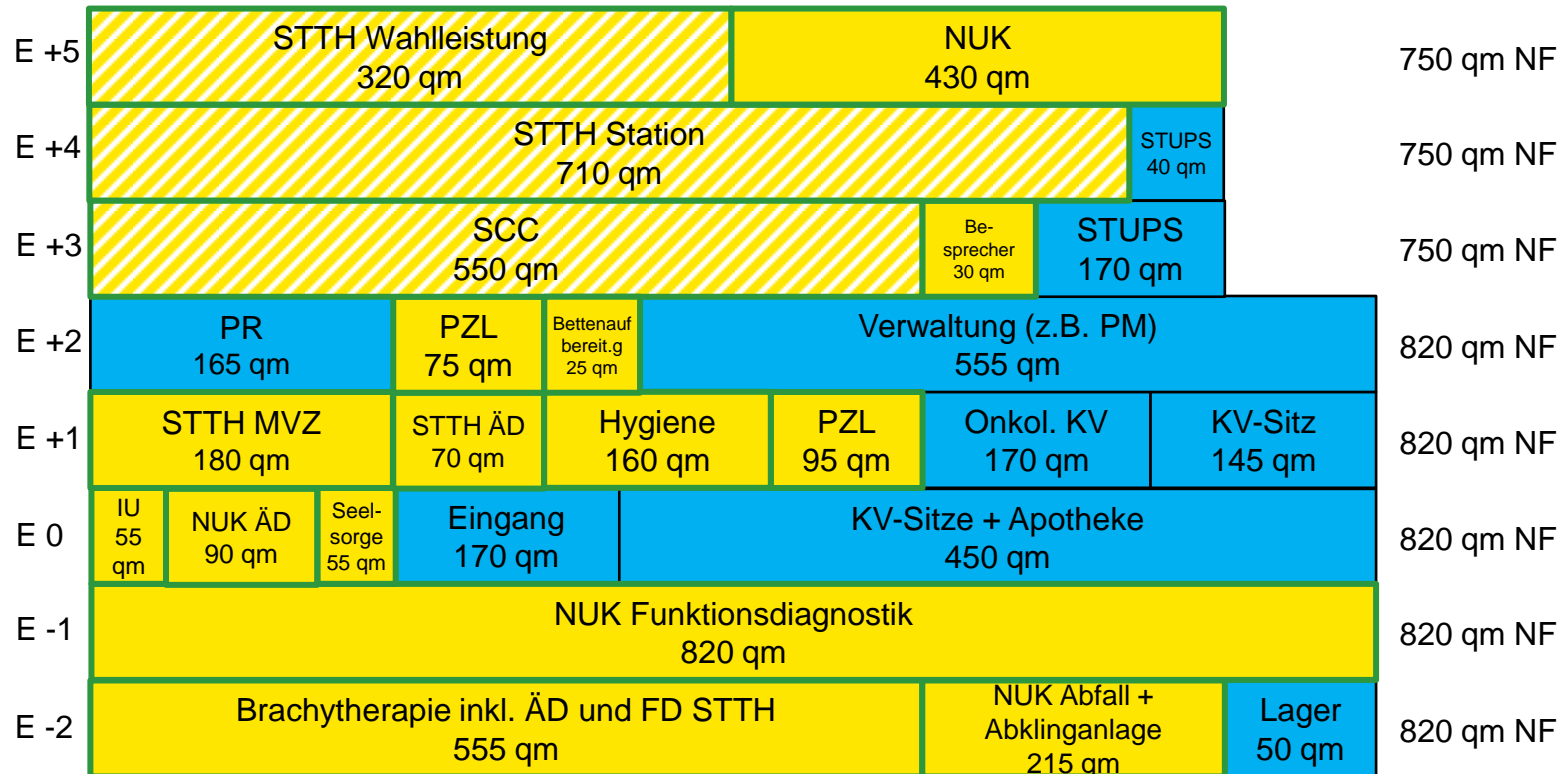 E +5
STTH Wahlleistung
320 qm
NUK
430 qm
750 qm NF
E +4
STTH Station
710 qm
STUPS
40 qm
750 qm NF
E +3
SCC
550 qm
Be-
sprecher
30 qm
STUPS
170 qm
750 qm NF
E +2
PR
165 qm
PZL
75 qm
Bettenauf
bereit.g
25 qm
Verwaltung (z.B. PM)
555 qm
820 qm NF
E +1
STTH MVZ
180 qm
STTH ÄD
70 qm
Hygiene
160 qm
PZL
95 qm
Onkol. KV
170 qm
KV-Sitz
145 qm
820 qm NF
E 0
IU
55
qm
NUK ÄD
90 qm
Seel-
sorge
55 qm
Eingang
170 qm
KV-Sitze + Apotheke
450 qm
820 qm NF
E -1
NUK Funktionsdiagnostik
820 qm
820 qm NF
E -2
Brachytherapie inkl. ÄD und FD STTH
555 qm
NUK Abfall +
Abklinganlage
215 qm
Lager
50 qm
820 qm NF